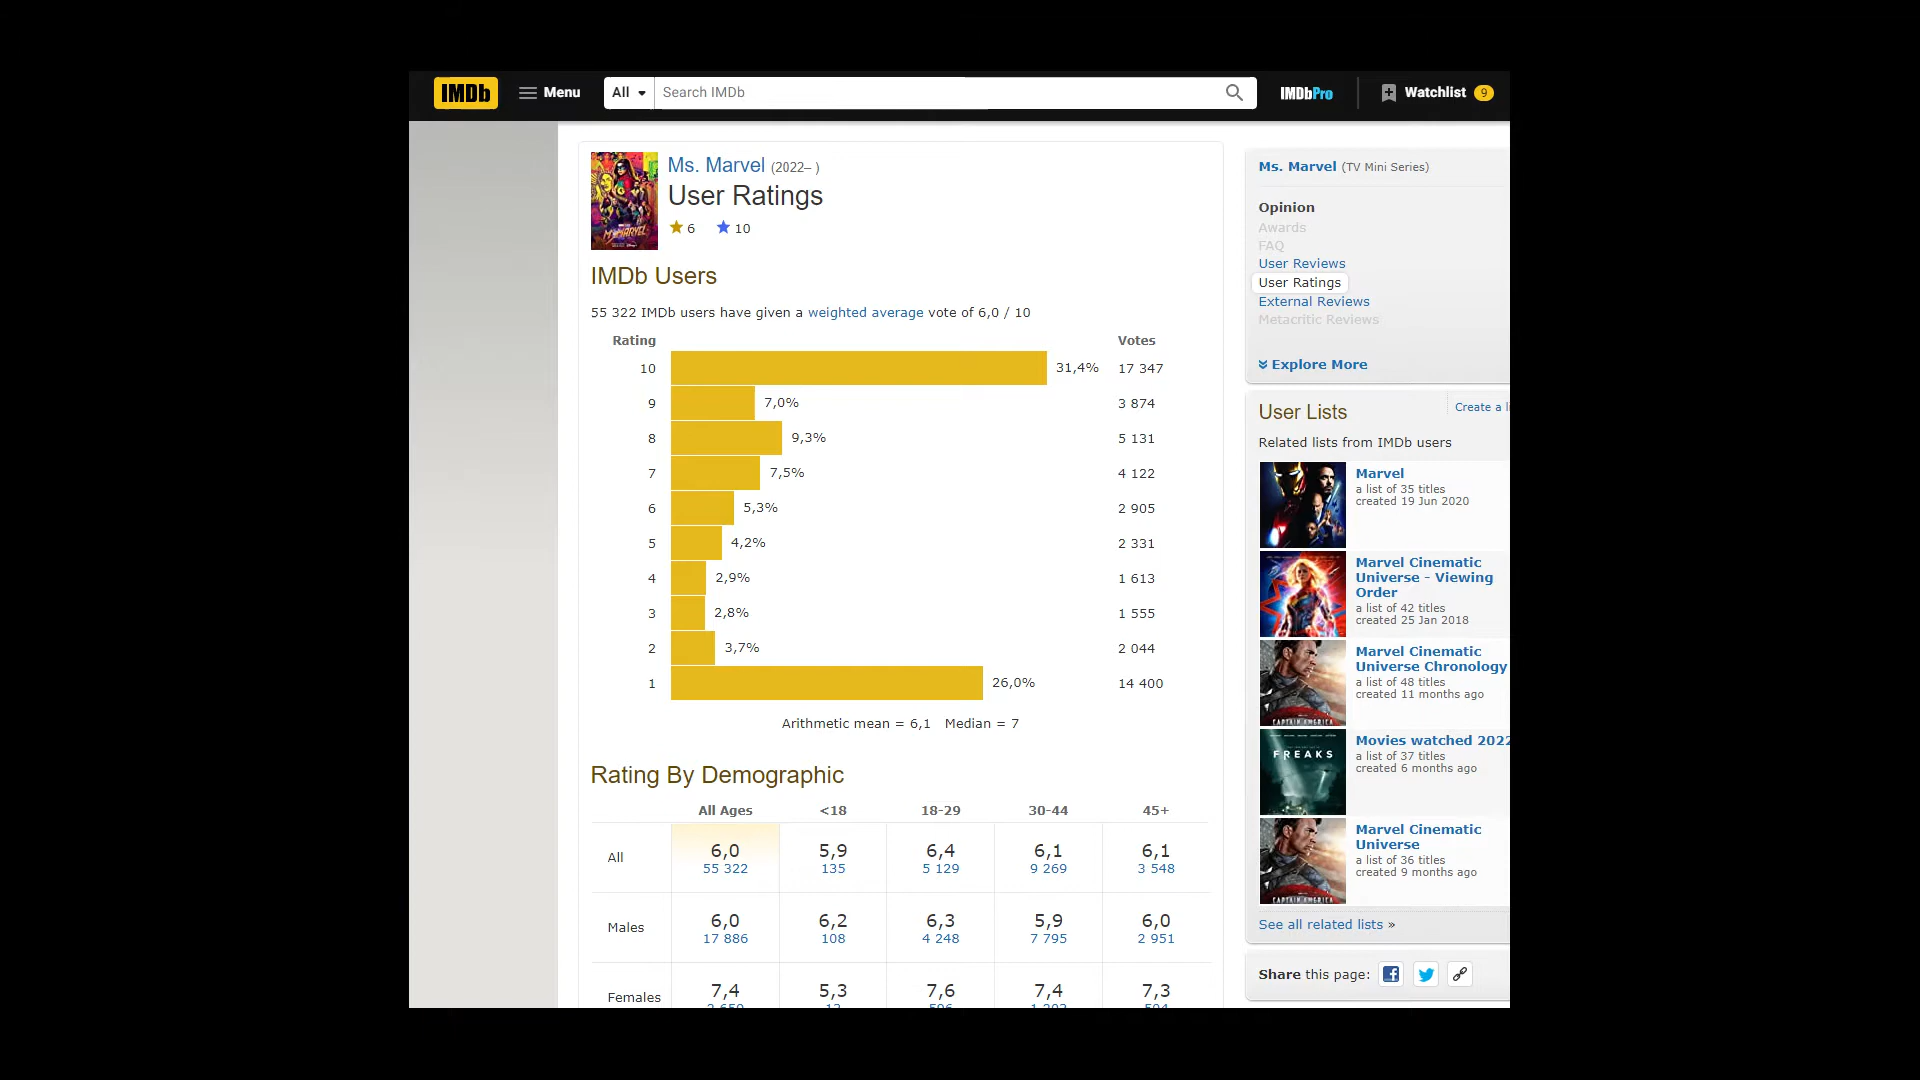 IMDb Menu All Search IMDb IMDbPro Watchlist 9
Ms. Marvel (2022– )
User Ratings
6 10
IMDb Users
55 322 IMDb users have given a weighted average vote of 6,0 / 10
Rating Votes
10 31,4% 17 347
9 7,0% 3 874
8 9,3% 5 131
7 7,5% 4 122
6 5,3% 2 905
5 4,2% 2 331
4 2,9% 1 613
3 2,8% 1 555
2 3,7% 2 044
1 26,0% 14 400
Arithmetic mean = 6,1 Median = 7
Rating By Demographic
All Ages <18 18-29 30-44 45+
All 6,0 5,9 6,4 6,1 6,1
55 322 135 5 129 9 269 3 548
Males 6,0 6,2 6,3 5,9 6,0
17 886 108 4 248 7 795 2 951
Females 7,4 5,3 7,6 7,4 7,3
Ms. Marvel (TV Mini Series)
Opinion
Awards
FAQ
User Reviews
User Ratings
External Reviews
Metacritic Reviews
Explore More
User Lists
Create a
Related lists from IMDb users
Marvel
a list of 35 titles
created 19 Jun 2020
Marvel Cinematic
Universe - Viewing
Order
a list of 42 titles
created 25 Jan 2018
Marvel Cinematic
Universe Chronology
a list of 48 titles
created 11 months ago
CAPTAIN AMERICA
Movies watched 2022
a list of 37 titles
created 6 months ago
FREAKS
Marvel Cinematic
Universe
a list of 36 titles
created 9 months ago
CAPTAIN AMERICA
See all related lists »
Share this page: